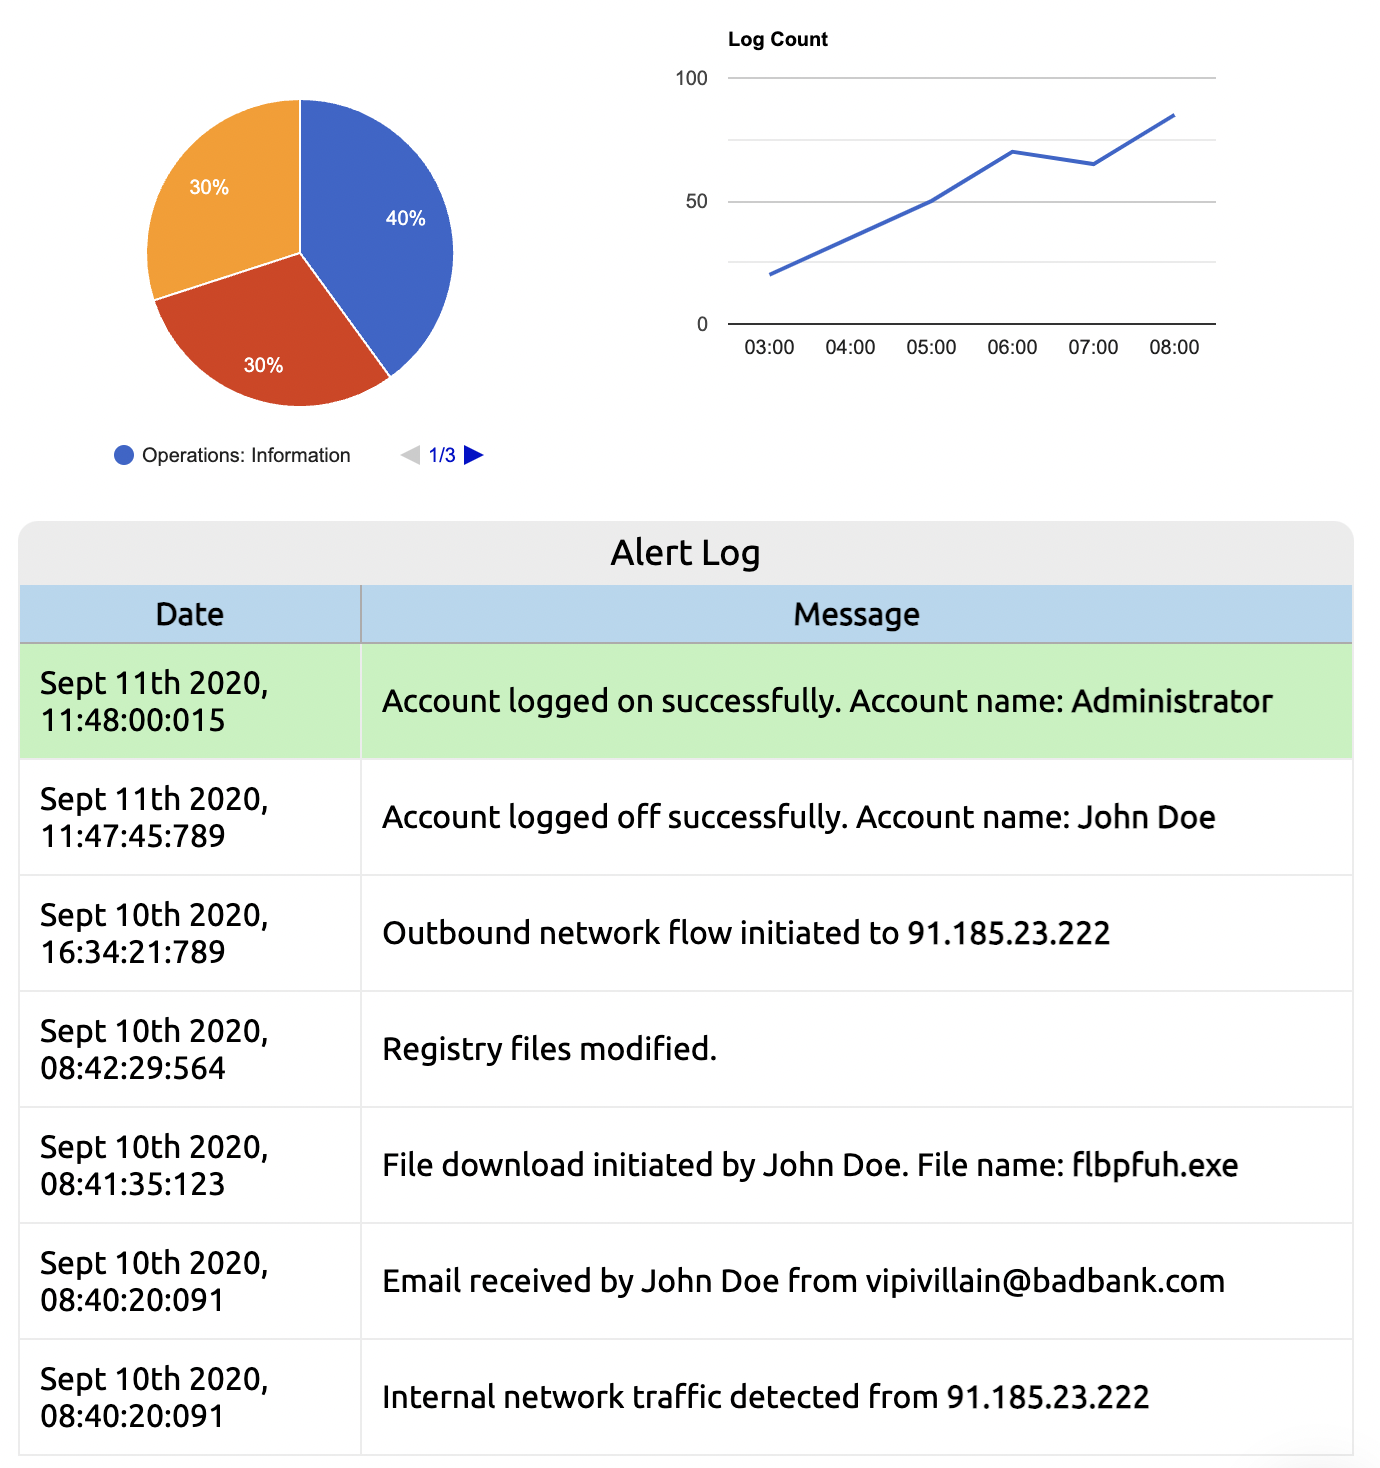 30%
40%
30%
Operations: Information
1/3
Log Count
100
50
0
03:00 04:00 05:00 06:00 07:00 08:00
Alert Log
Date Message
Sept 11th 2020,
11:48:00:015
Account logged on successfully. Account name: Administrator
Sept 11th 2020,
11:47:45:789
Account logged off successfully. Account name: John Doe
Sept 10th 2020,
16:34:21:789
Outbound network flow initiated to 91.185.23.222
Sept 10th 2020,
08:42:29:564
Registry files modified.
Sept 10th 2020,
08:41:35:123
File download initiated by John Doe. File name: flbpfuh.exe
Sept 10th 2020,
08:40:20:091
Email received by John Doe from vipivillain@badbank.com
Sept 10th 2020,
08:40:20:091
Internal network traffic detected from 91.185.23.222